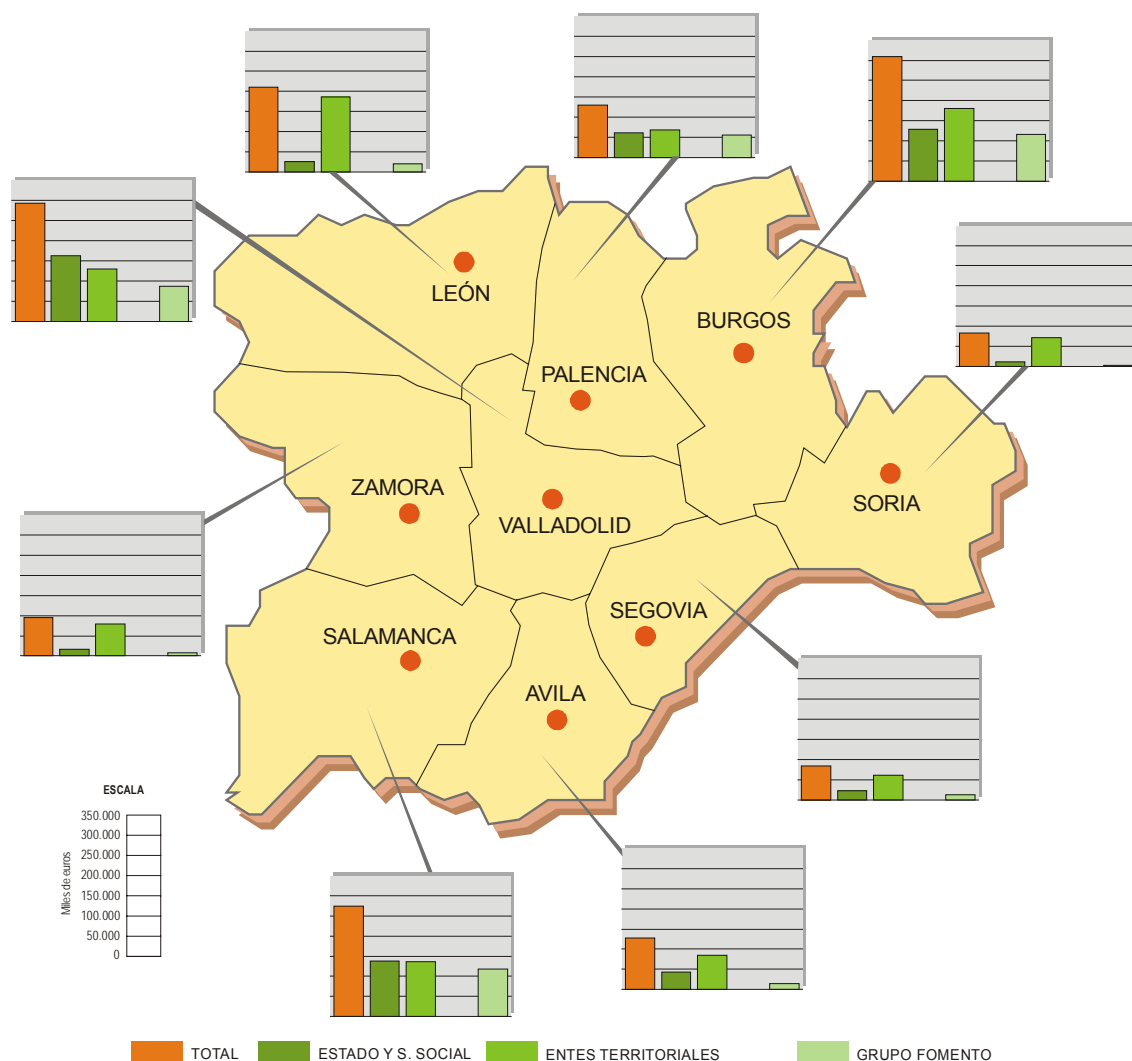 LEÓN
BURGOS
PALENCIA
ZAMORA
SORIA
VALLADOLID
SEGOVIA
SALAMANCA
AVILA
ESCALA
Miles de euros
350.000
300.000
250.000
200.000
150.000
100.000
50.000
0
TOTAL
ESTADO Y S. SOCIAL
ENTES TERRITORIALES
GRUPO FOMENTO